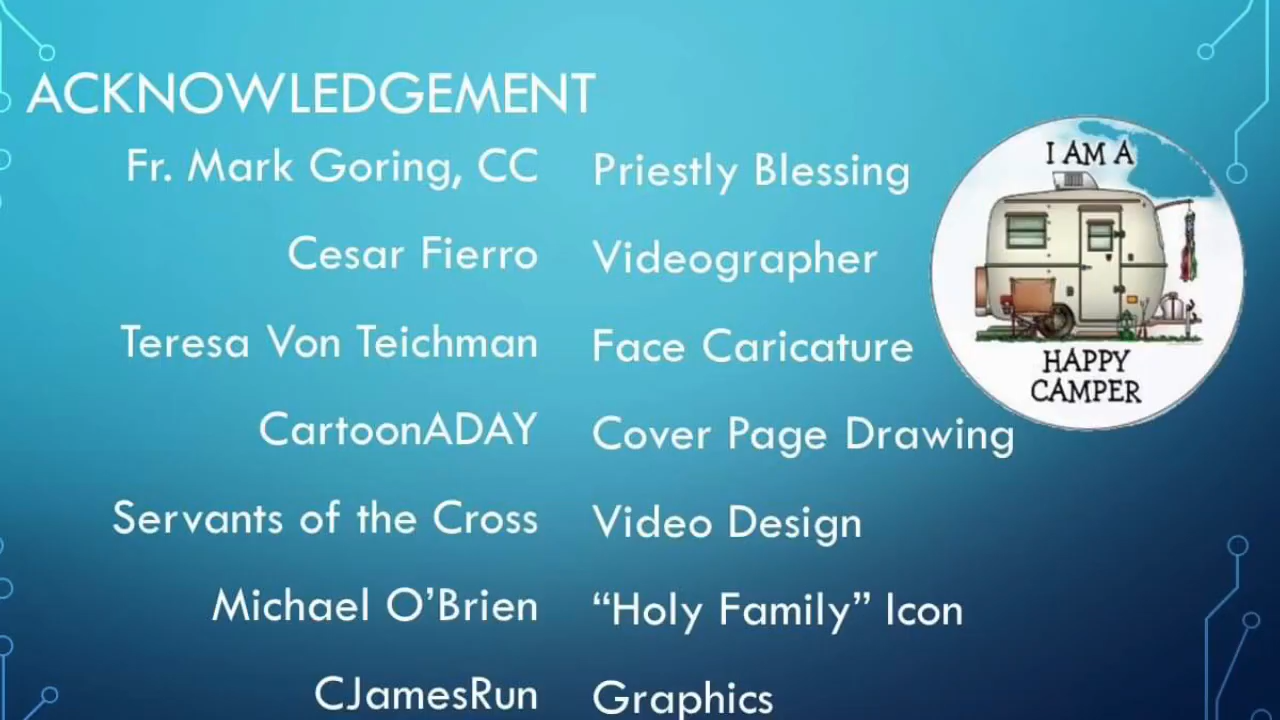 ACKNOWLEDGEMENT
Fr. Mark Goring, CC Priestly Blessing
Cesar Fierro Videographer
Teresa Von Teichman Face Caricature
CartoonADAY Cover Page Drawing
Servants of the Cross Video Design
Michael O’Brien “Holy Family” Icon
CJamesRun Graphics
I AM A
HAPPY
CAMPER